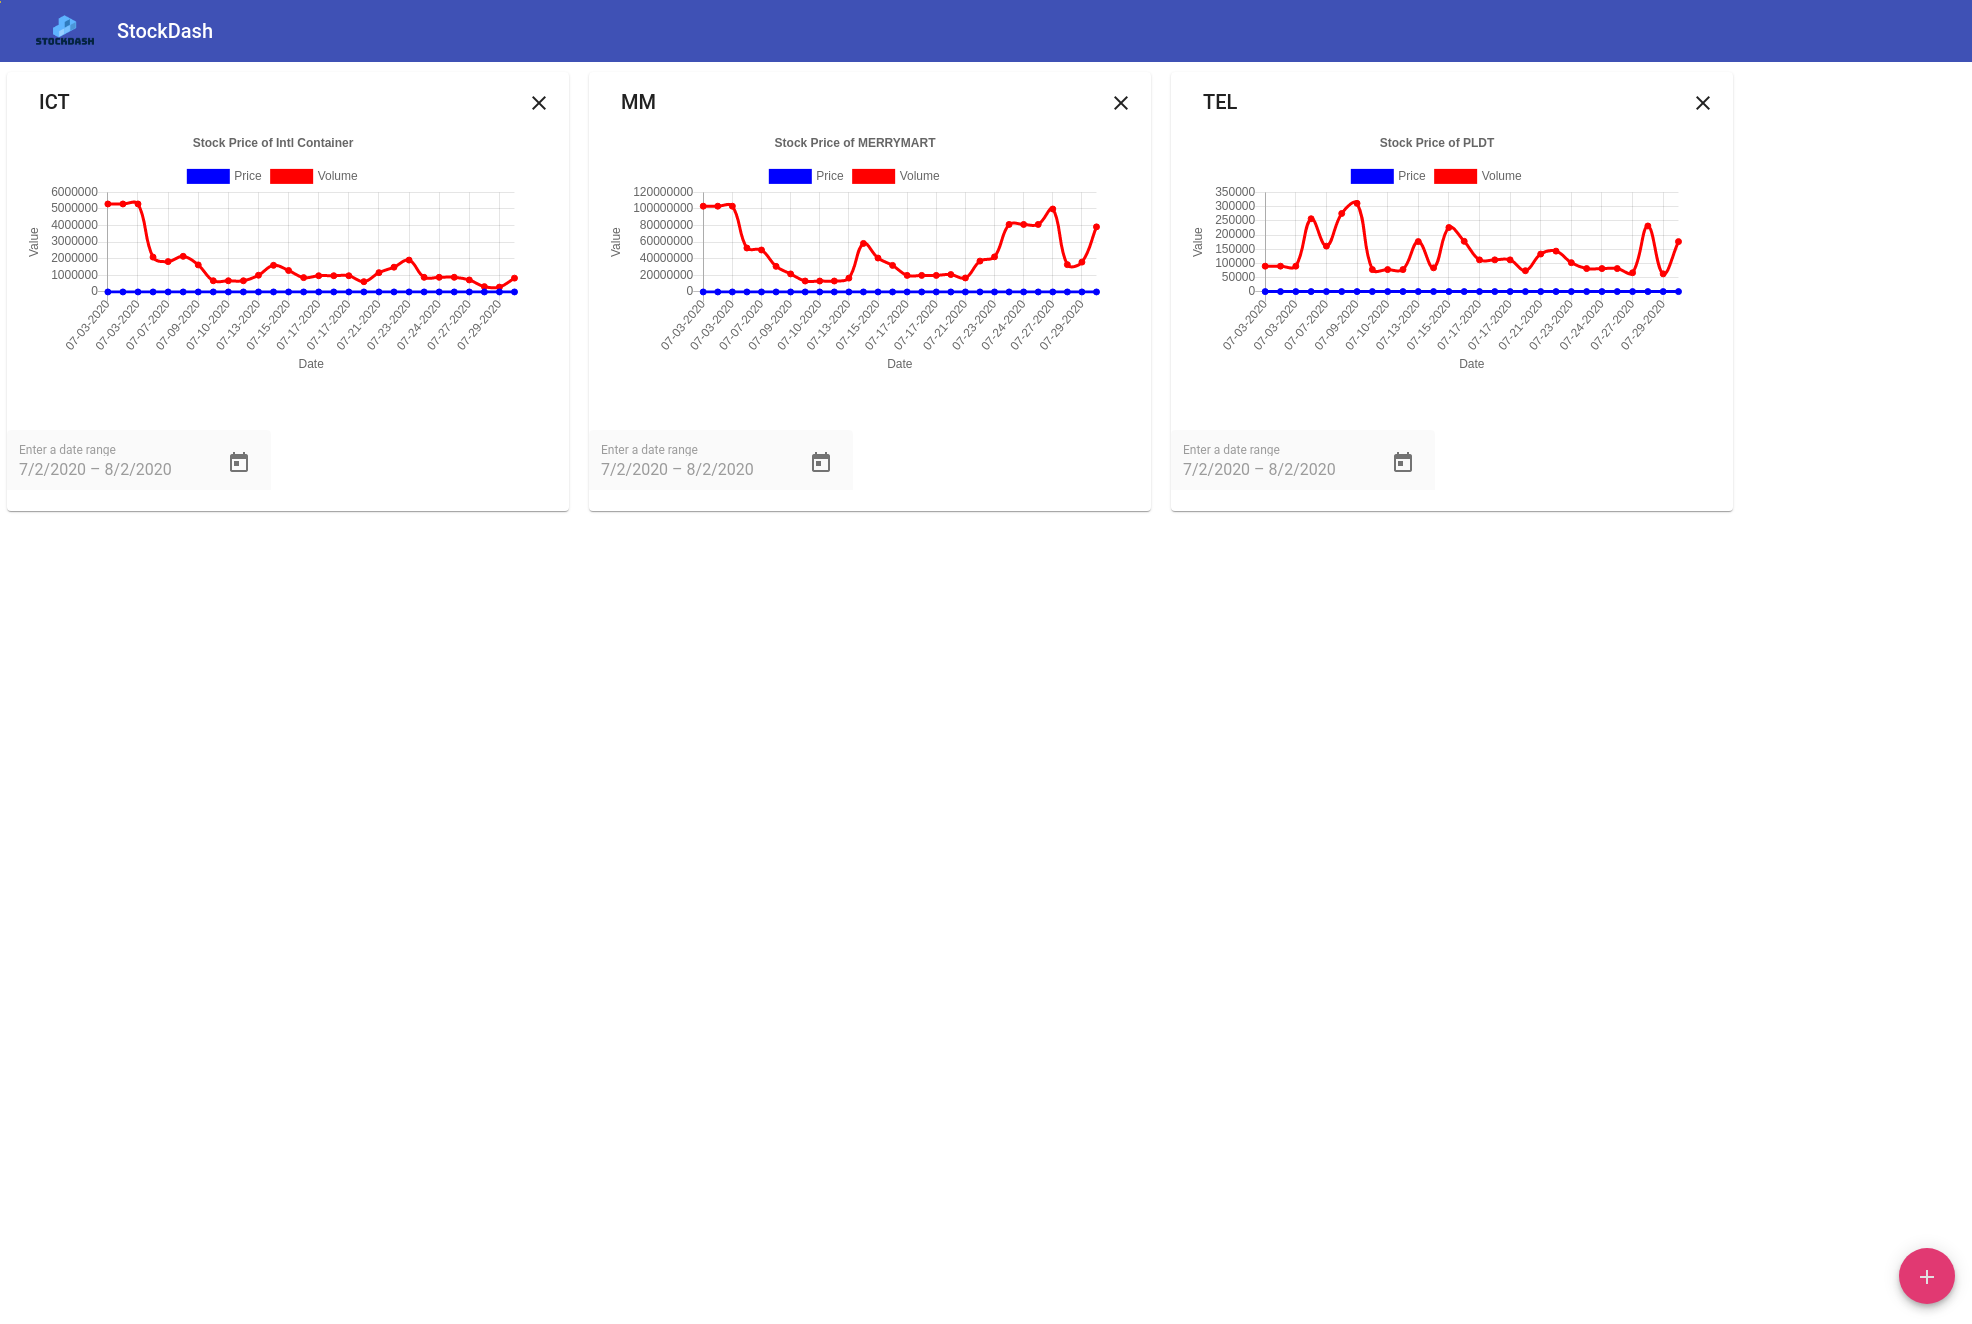 STOCKDASH
StockDash
ICT
Stock Price of Intl Container
Price Volume
6000000
5000000
4000000
3000000
2000000
1000000
0
Value
07-03-2020 07-03-2020 07-07-2020 07-09-2020 07-10-2020 07-13-2020 07-15-2020 07-17-2020 07-17-2020 07-21-2020 07-23-2020 07-24-2020 07-27-2020 07-29-2020
Date
Enter a date range
7/2/2020 – 8/2/2020
MM
Stock Price of MERRYMART
Price Volume
120000000
100000000
80000000
60000000
40000000
20000000
0
Value
07-03-2020 07-03-2020 07-07-2020 07-09-2020 07-10-2020 07-13-2020 07-15-2020 07-17-2020 07-17-2020 07-21-2020 07-23-2020 07-24-2020 07-27-2020 07-29-2020
Date
Enter a date range
7/2/2020 – 8/2/2020
TEL
Stock Price of PLDT
Price Volume
350000
300000
250000
200000
150000
100000
50000
0
Value
07-03-2020 07-03-2020 07-07-2020 07-09-2020 07-10-2020 07-13-2020 07-15-2020 07-17-2020 07-17-2020 07-21-2020 07-23-2020 07-24-2020 07-27-2020 07-29-2020
Date
Enter a date range
7/2/2020 – 8/2/2020